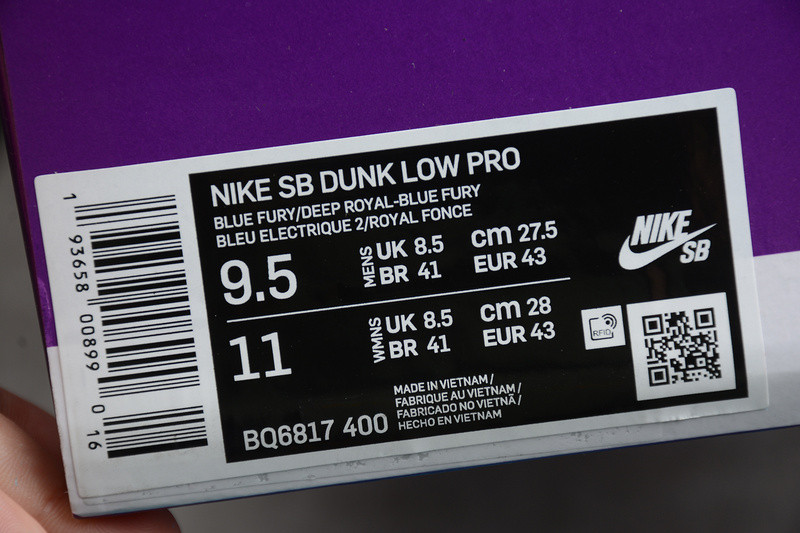 NIKE SB DUNK LOW PRO
BLUE FURY/DEEP ROYAL-BLUE FURY
BLEU ELECTRIQUE 2/ROYAL FONCE
9.5
MENS
UK 8.5
BR 41
cm 27.5
EUR 43
11
WMNS
UK 8.5
BR 41
cm 28
EUR 43
BQ6817 400
MADE IN VIETNAM /
FABRIQUE AU VIETNAM /
FABRICADO NO VIETNÃ /
HECHO EN VIETNAM
NIKE
SB
RFID
1 93658 00899 0 16